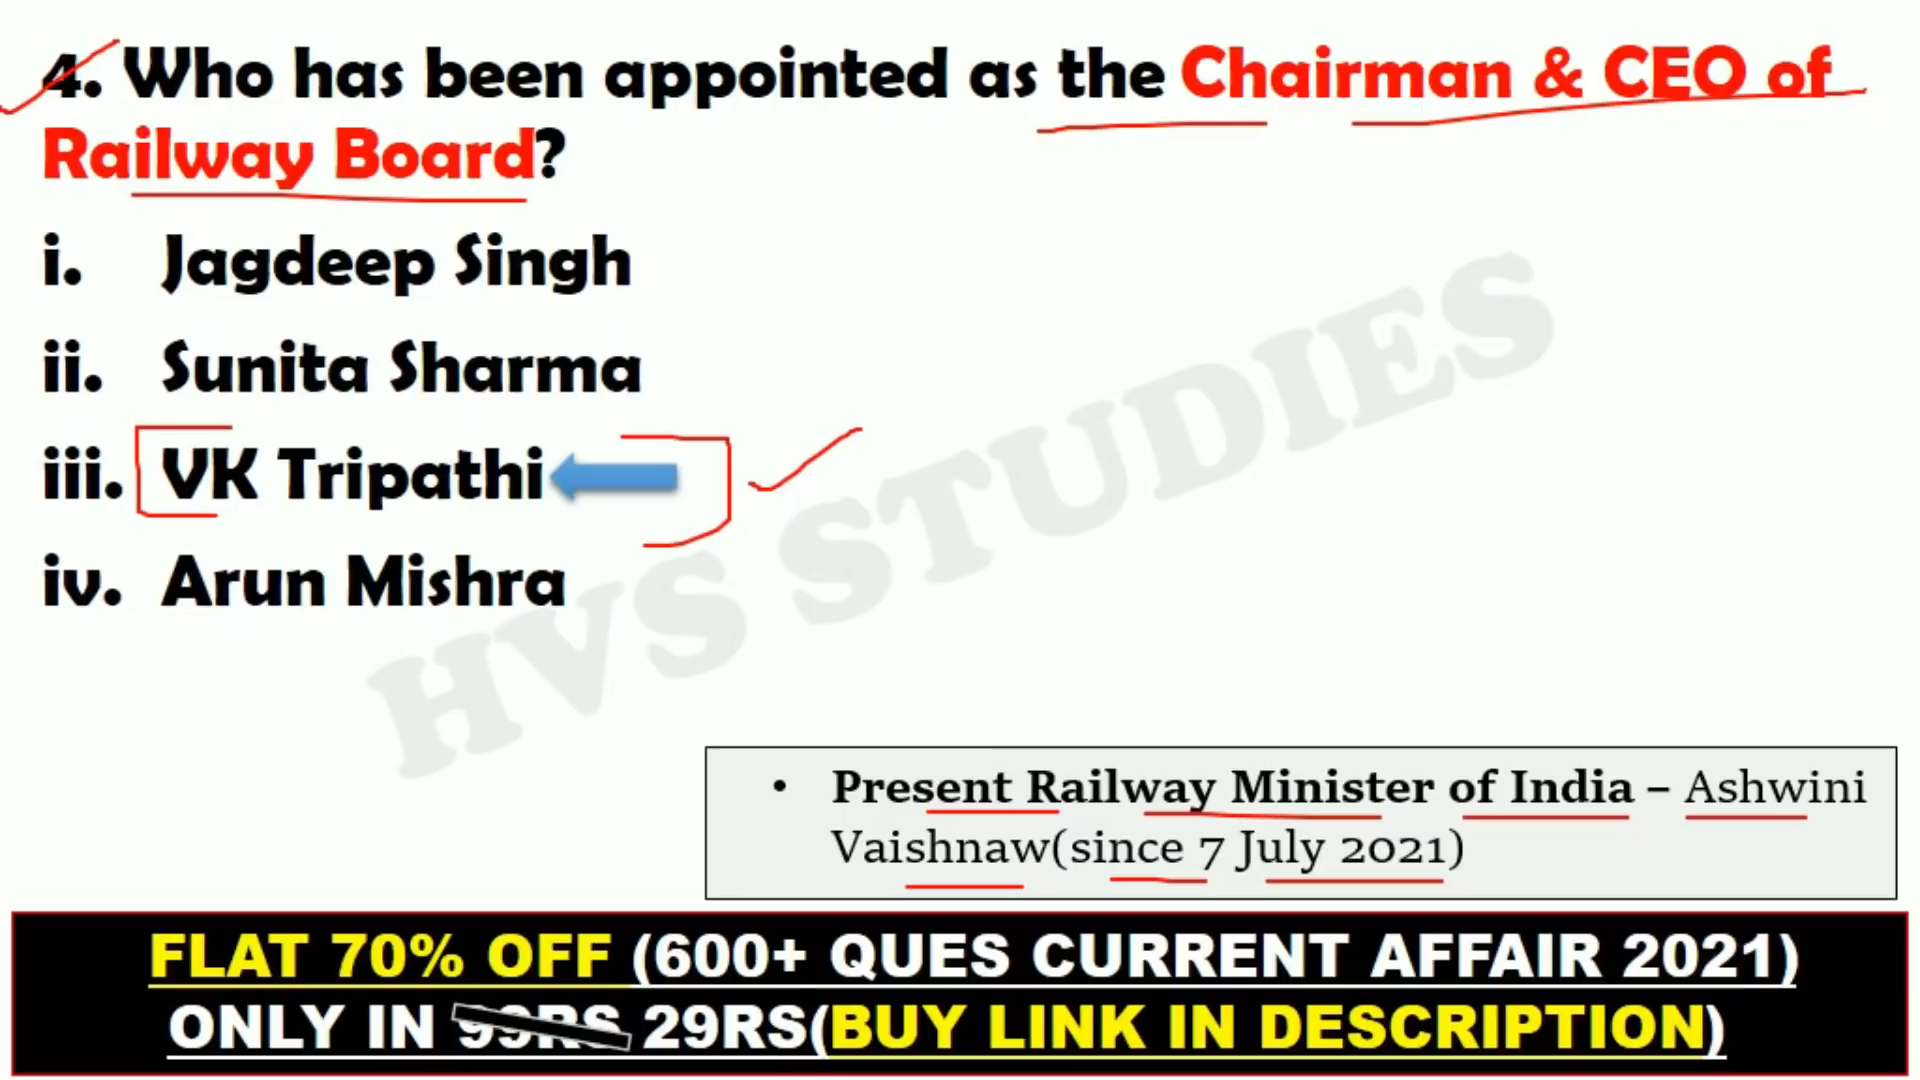 4. Who has been appointed as the Chairman & CEO of
Railway Board?
i. Jagdeep Singh
ii. Sunita Sharma
iii. VK Tripathi
iv. Arun Mishra
HVS STUDIES
• Present Railway Minister of India – Ashwini
Vaishnaw(since 7 July 2021)
FLAT 70% OFF (600+ QUES CURRENT AFFAIR 2021)
ONLY IN 99RS 29RS(BUY LINK IN DESCRIPTION)